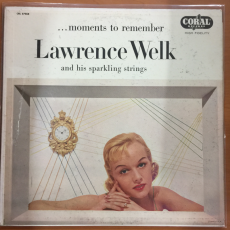 CORAL
...moments to remember
Lawrence Welk
and his sparkling strings